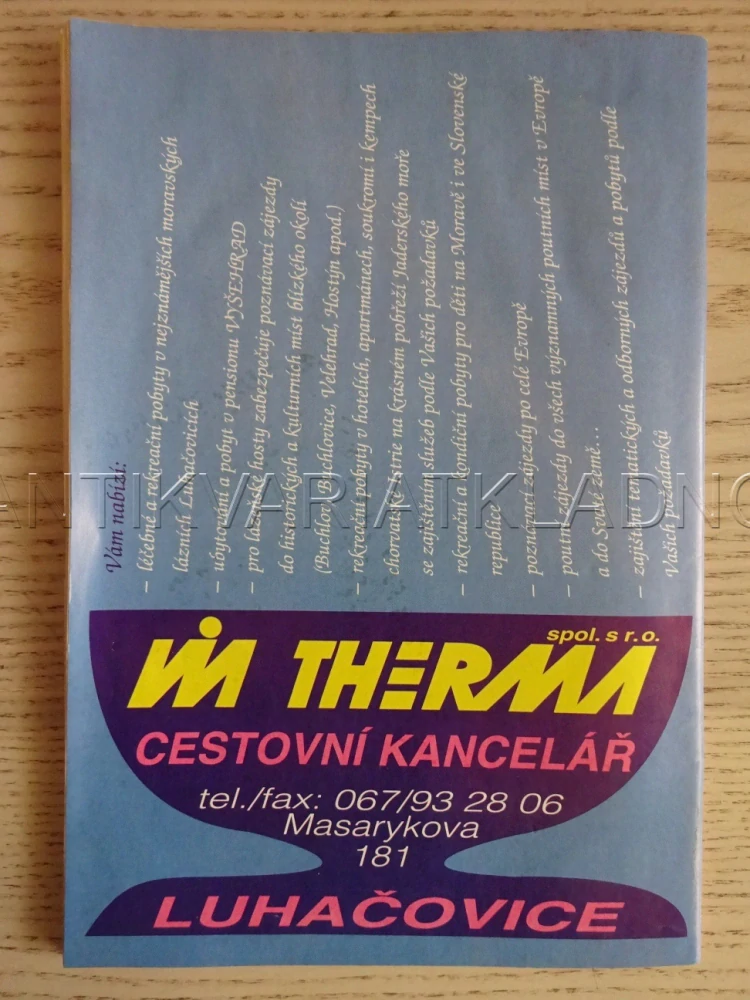 Vám nabízí:
– léčebné a rekreační pobyty v nejznámějších moravských
lázních Luhačovicích
– ubytování a pobyt v pensionu VYŠEHRAD
– pro lázeňské hosty zabezpečuje poznávací zájezdy
do historických a kulturních míst blízkého okolí
(Buchlov, Buchlovice, Velehrad, Hostýn apod.)
– rekreační pobyty v hotelích, apartmánech, soukromí i kempech
chorvatské Istrie na krásném pobřeží Jaderského moře
se zajištěním služeb podle Vašich požadavků
– rekreační a kondiční pobyty pro děti na Moravě i ve Slovenské
republice
– poznávací zájezdy po celé Evropě
– poutní zájezdy do všech významných poutních míst v Evropě
a do Svaté země...
– zajištění tematických a odborných zájezdů a pobytů podle
Vašich požadavků
ANTIKVARIATKLADNO
VIA THERMA spol. s r.o.
CESTOVNÍ KANCELÁŘ
tel./fax: 067/93 28 06
Masarykova
181
LUHAČOVICE